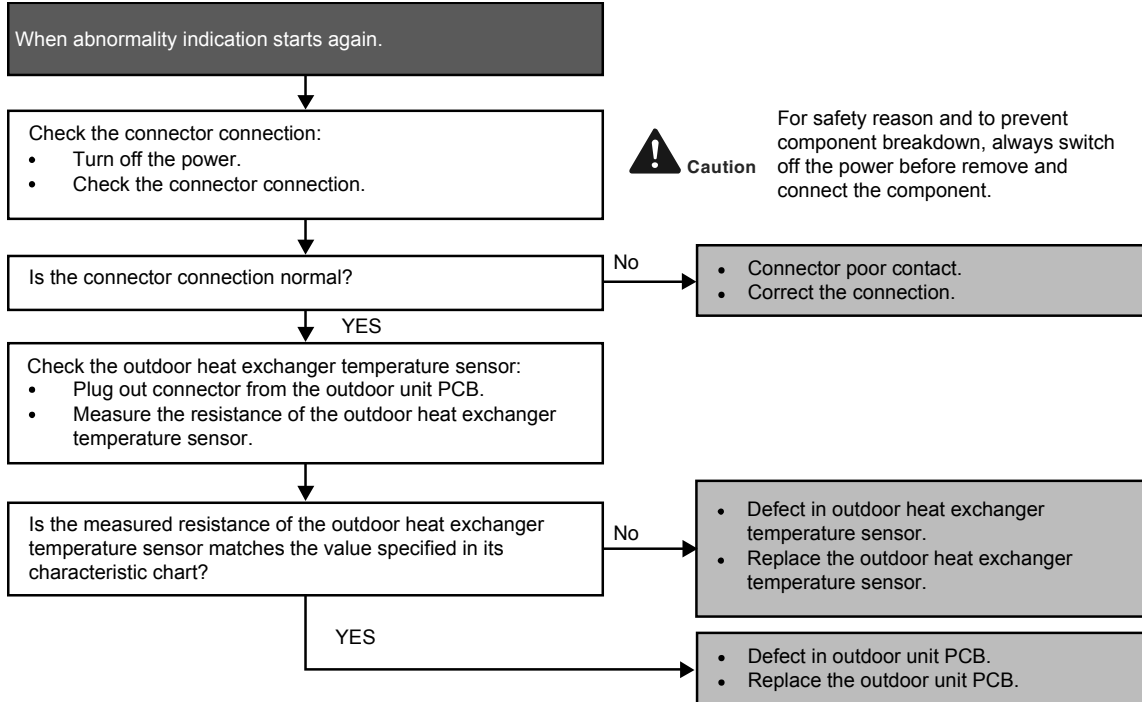 When abnormality indication starts again.
Check the connector connection:
• Turn off the power.
• Check the connector connection.
Caution
For safety reason and to prevent
component breakdown, always switch
off the power before remove and
connect the component.
Is the connector connection normal?
No
• Connector poor contact.
• Correct the connection.
YES
Check the outdoor heat exchanger temperature sensor:
• Plug out connector from the outdoor unit PCB.
• Measure the resistance of the outdoor heat exchanger
temperature sensor.
Is the measured resistance of the outdoor heat exchanger
temperature sensor matches the value specified in its
characteristic chart?
No
• Defect in outdoor heat exchanger
temperature sensor.
• Replace the outdoor heat exchanger
temperature sensor.
YES
• Defect in outdoor unit PCB.
• Replace the outdoor unit PCB.